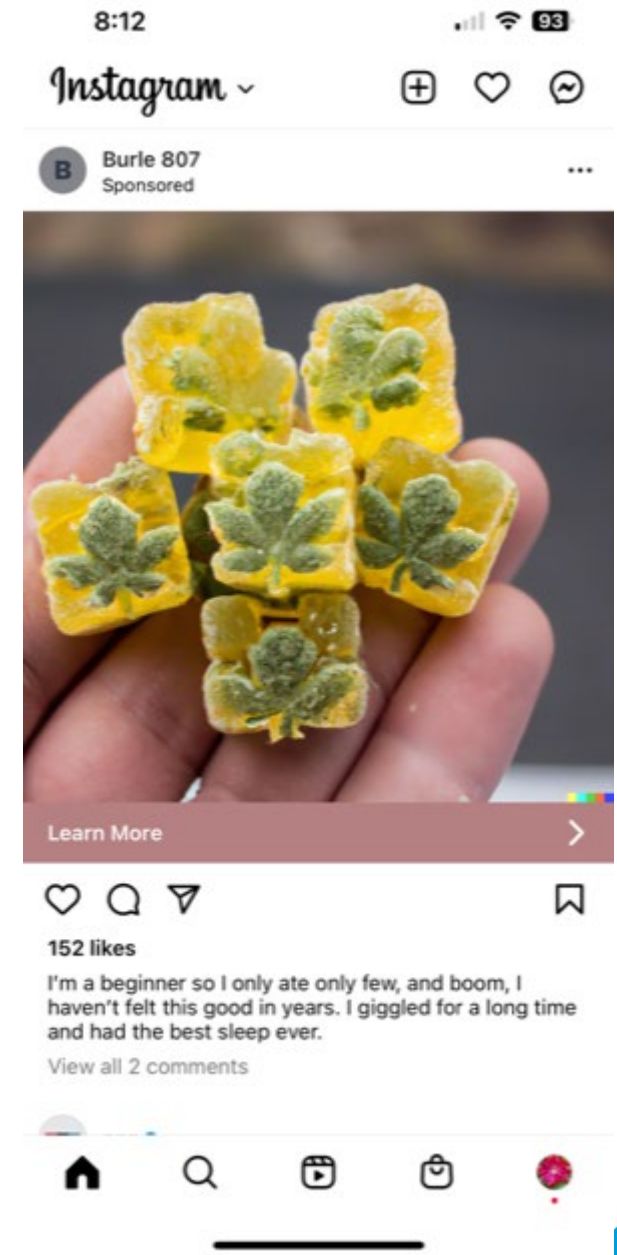 8:12
93
Instagram
B
Burle 807
Sponsored
Learn More
152 likes
I'm a beginner so I only ate only few, and boom, I
haven't felt this good in years. I giggled for a long time
and had the best sleep ever.
View all 2 comments